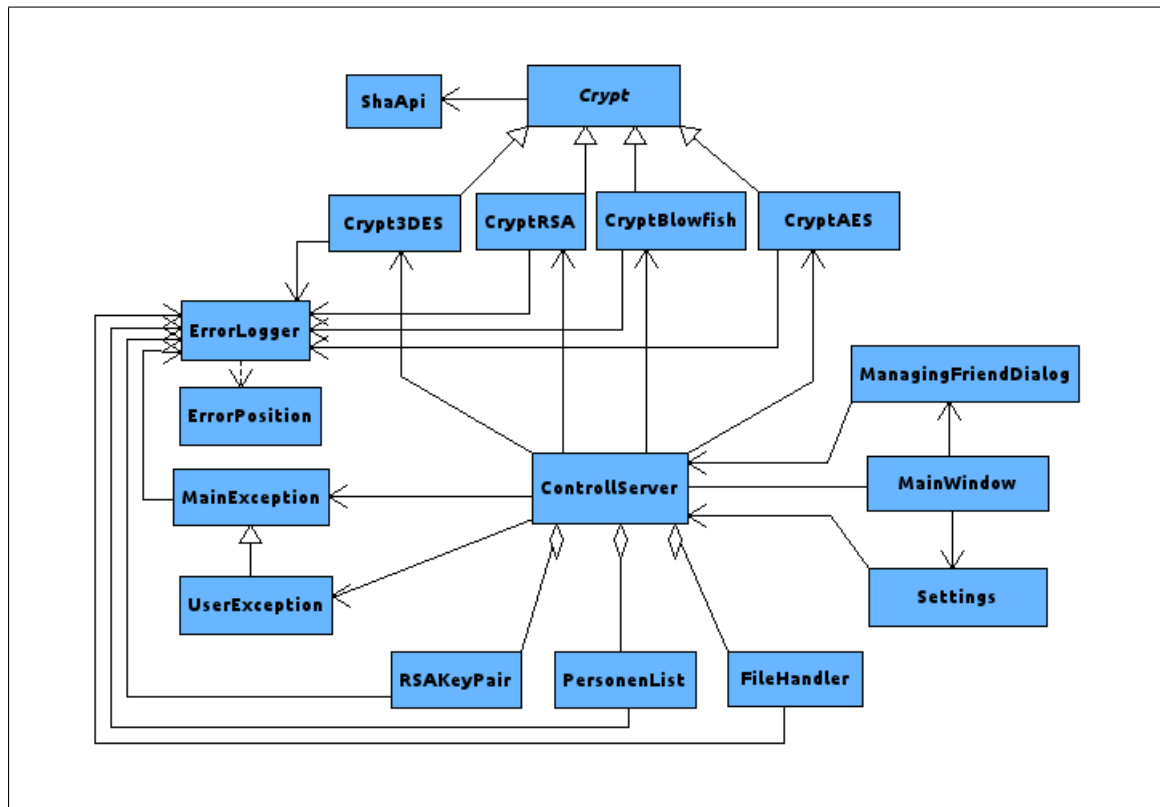 Crypt
ShaApi
Crypt3DES
CryptRSA
CryptBlowfish
CryptAES
ErrorLogger
ErrorPosition
ManagingFriendDialog
MainException
ControllServer
MainWindow
UserException
Settings
RSAKeyPair
PersonenList
FileHandler